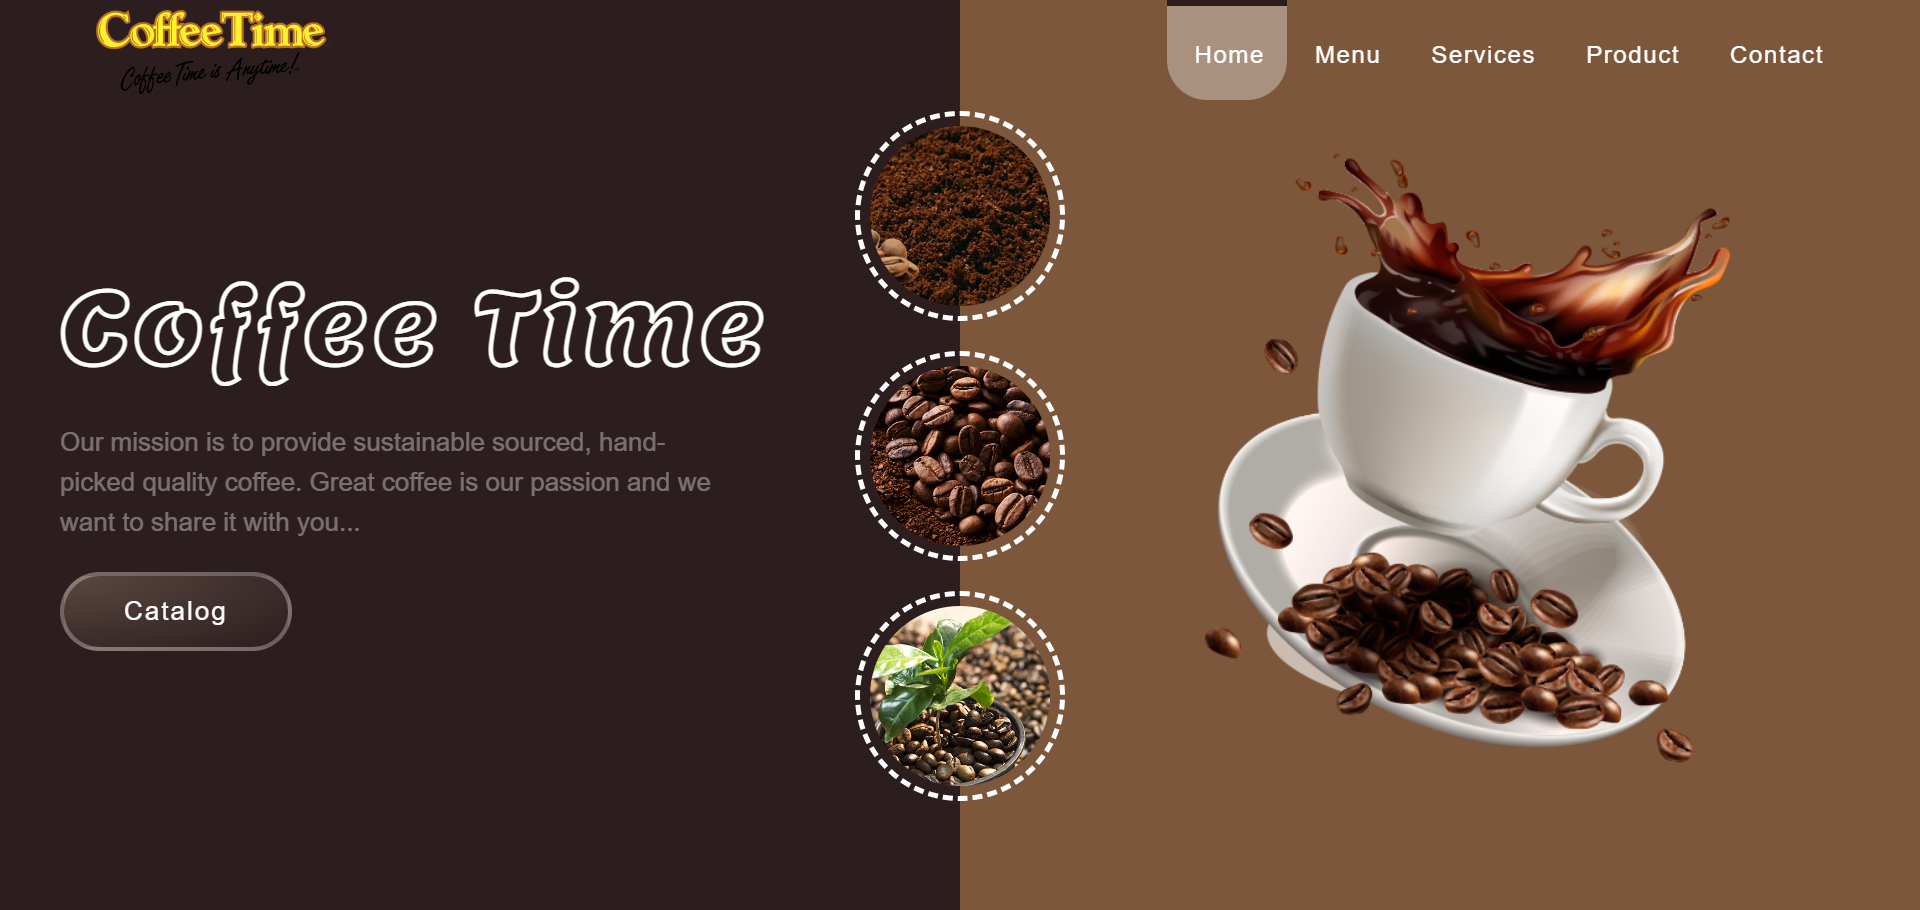 CoffeeTime
Coffee Time is Anytime!
Home Menu Services Product Contact
Coffee Time
Our mission is to provide sustainable sourced, hand-
picked quality coffee. Great coffee is our passion and we
want to share it with you...
Catalog